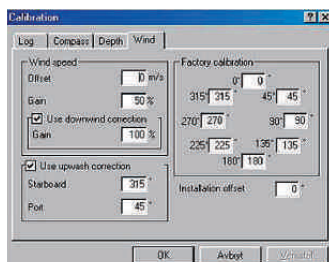 Calibration
Log Compass Depth Wind
Wind speed
Offset 0 m/s
Gain 50 %
Use downwind correction
Gain 100 %
Use upwash correction
Starboard 315 °
Port 45 °
Factory calibration
0° 0 °
315° 315 ° 45° 45 °
270° 270 ° 90° 90 °
225° 225 ° 135° 135 °
180° 180 °
Installation offset 0 °
OK Avbryt Verkställ